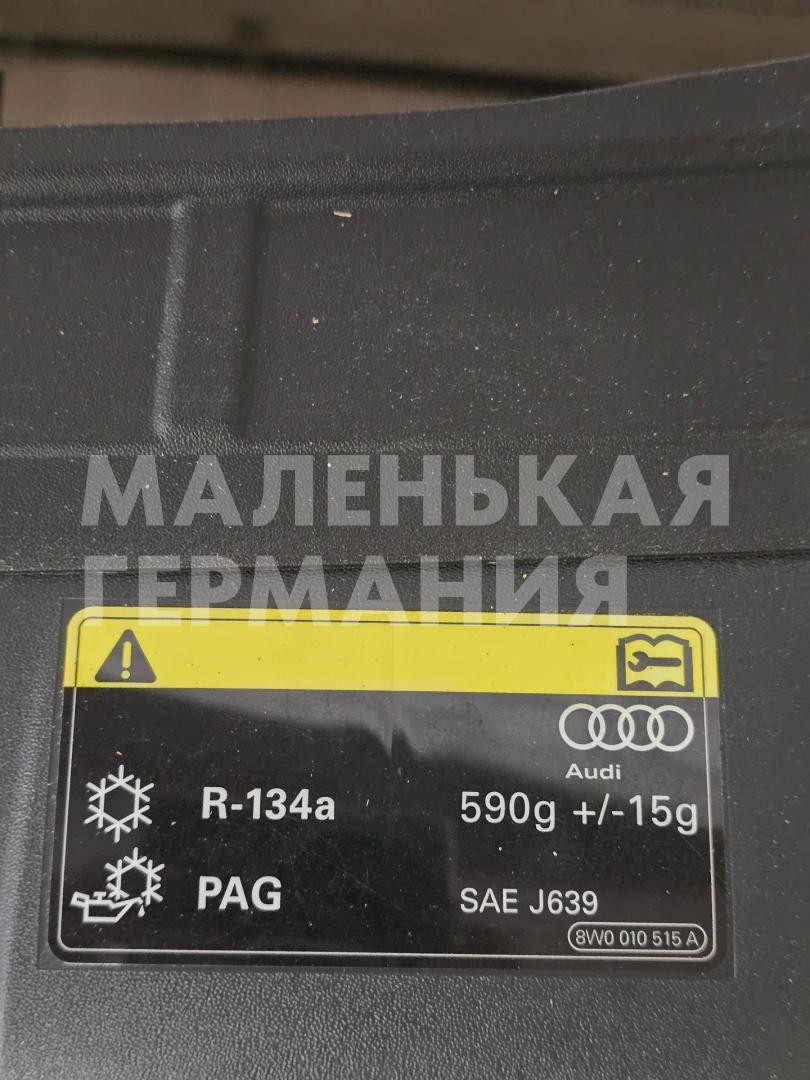 МАЛЕНЬКАЯ
ГЕРМАНИЯ
Audi
R-134a 590g +/-15g
PAG SAE J639
8W0 010 515 A